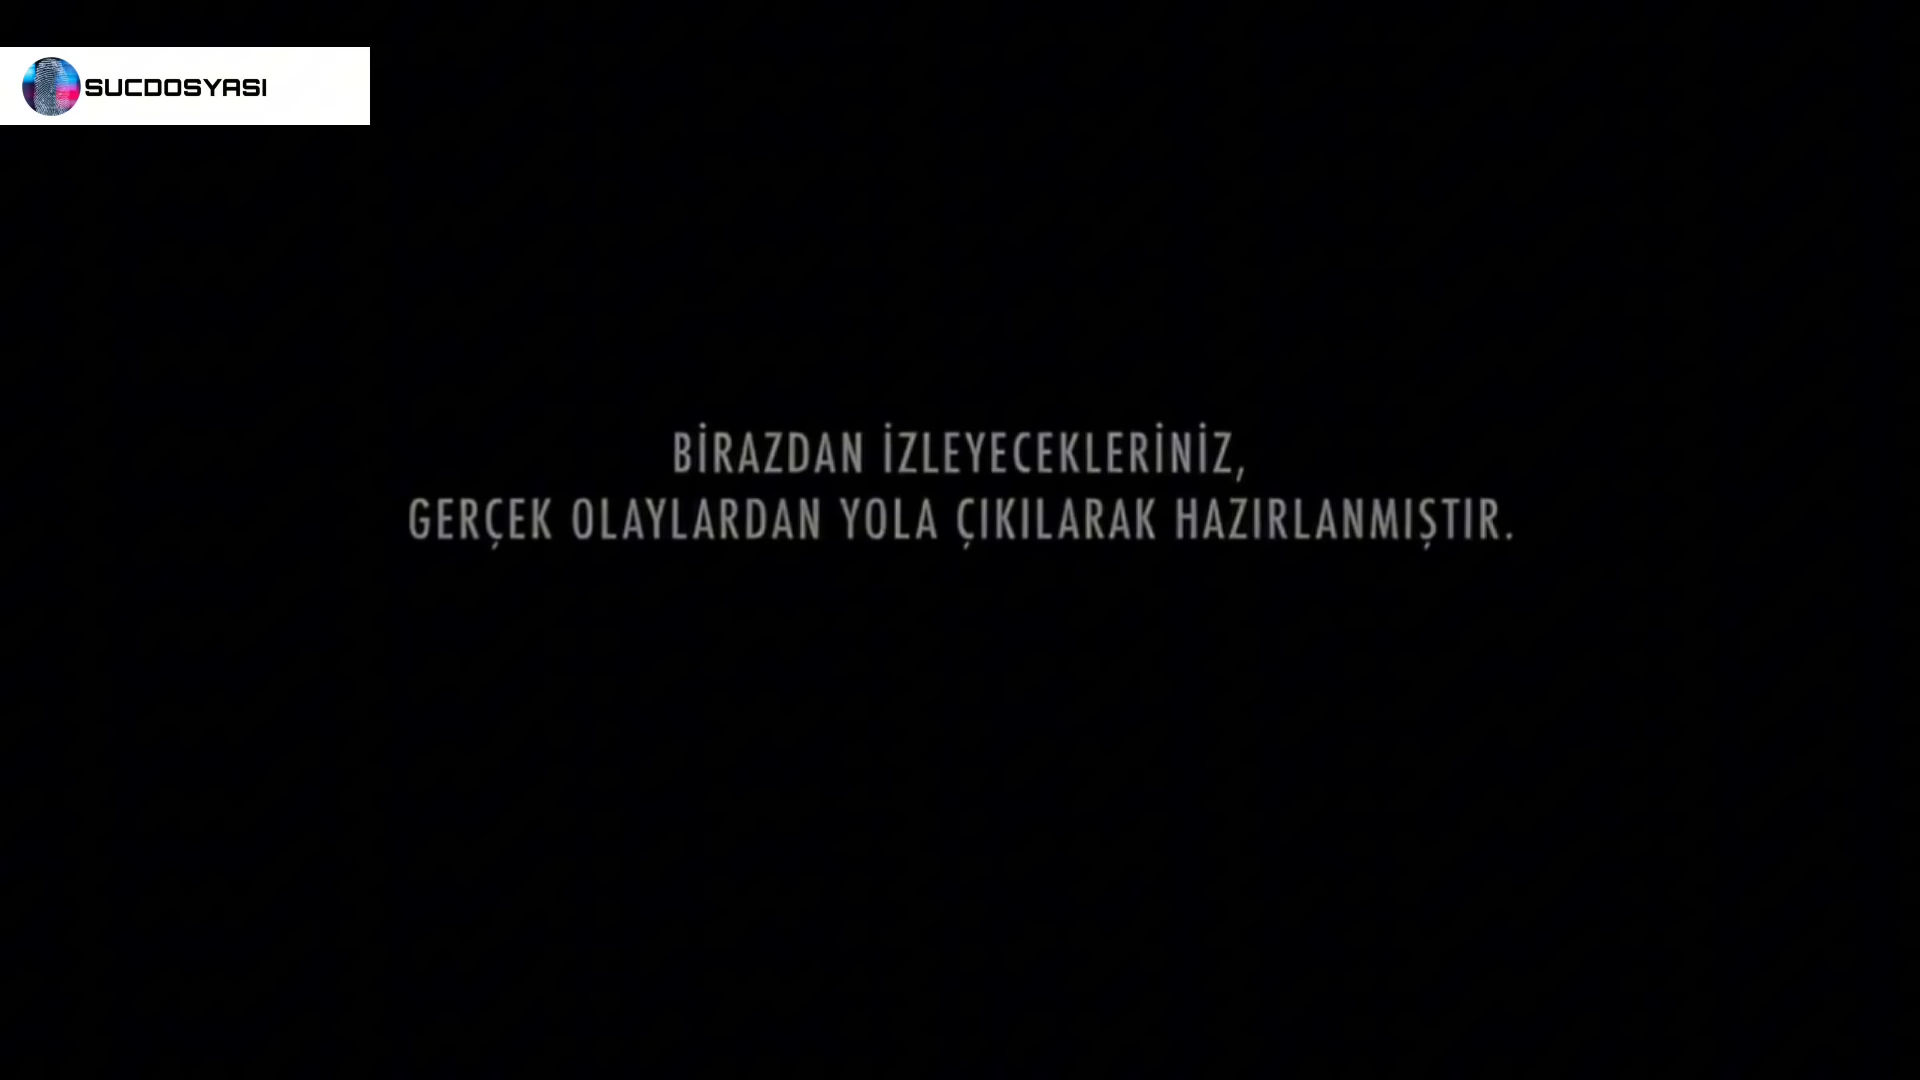 SUCDOSYASI
BİRAZDAN İZLEYECEKLERİNİZ,
GERÇEK OLAYLARDAN YOLA ÇIKILARAK HAZIRLANMIŞTIR.